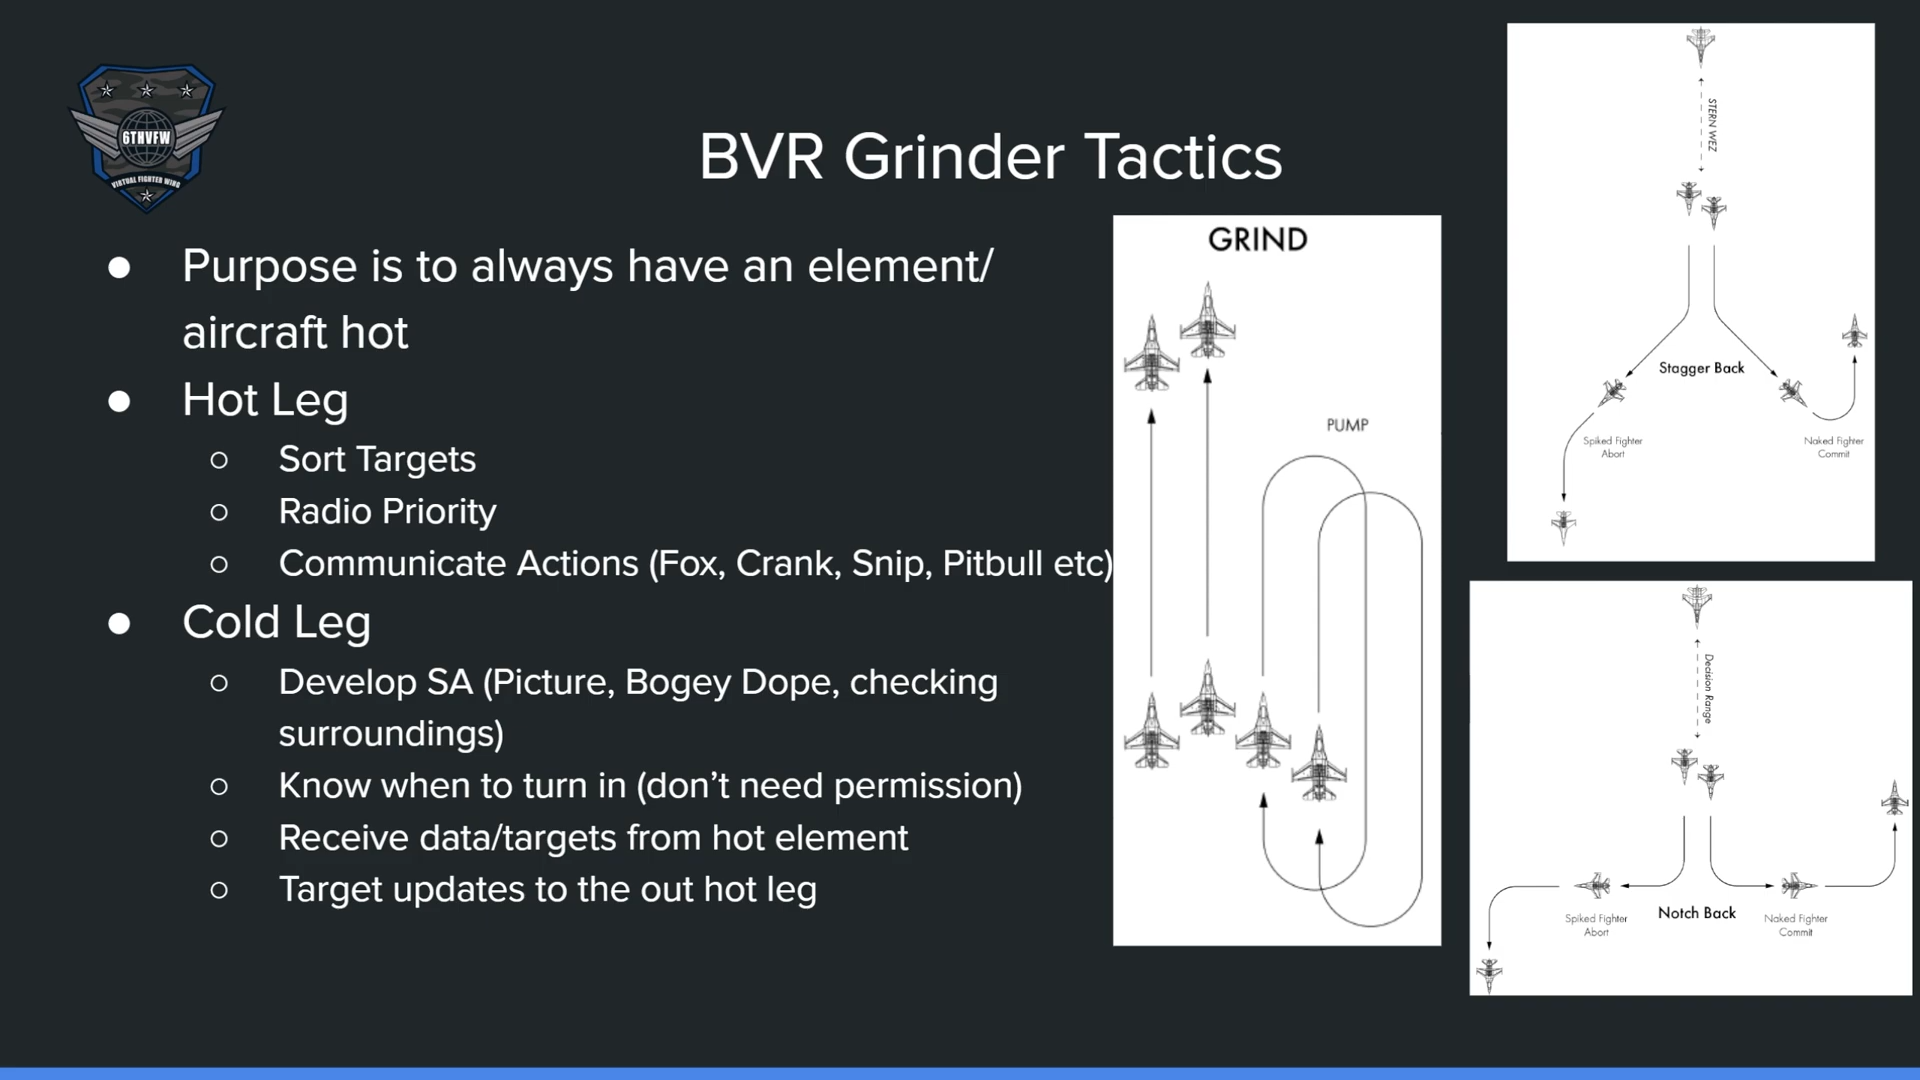 6THVFW
VIRTUAL FIGHTER WING
BVR Grinder Tactics
● Purpose is to always have an element/
aircraft hot
● Hot Leg
○ Sort Targets
○ Radio Priority
○ Communicate Actions (Fox, Crank, Snip, Pitbull etc)
● Cold Leg
○ Develop SA (Picture, Bogey Dope, checking
surroundings)
○ Know when to turn in (don’t need permission)
○ Receive data/targets from hot element
○ Target updates to the out hot leg
GRIND
PUMP
STERN WEZ
Stagger Back
Spiked Fighter
Abort
Naked Fighter
Commit
Decision Range
Notch Back
Spiked Fighter
Abort
Naked Fighter
Commit